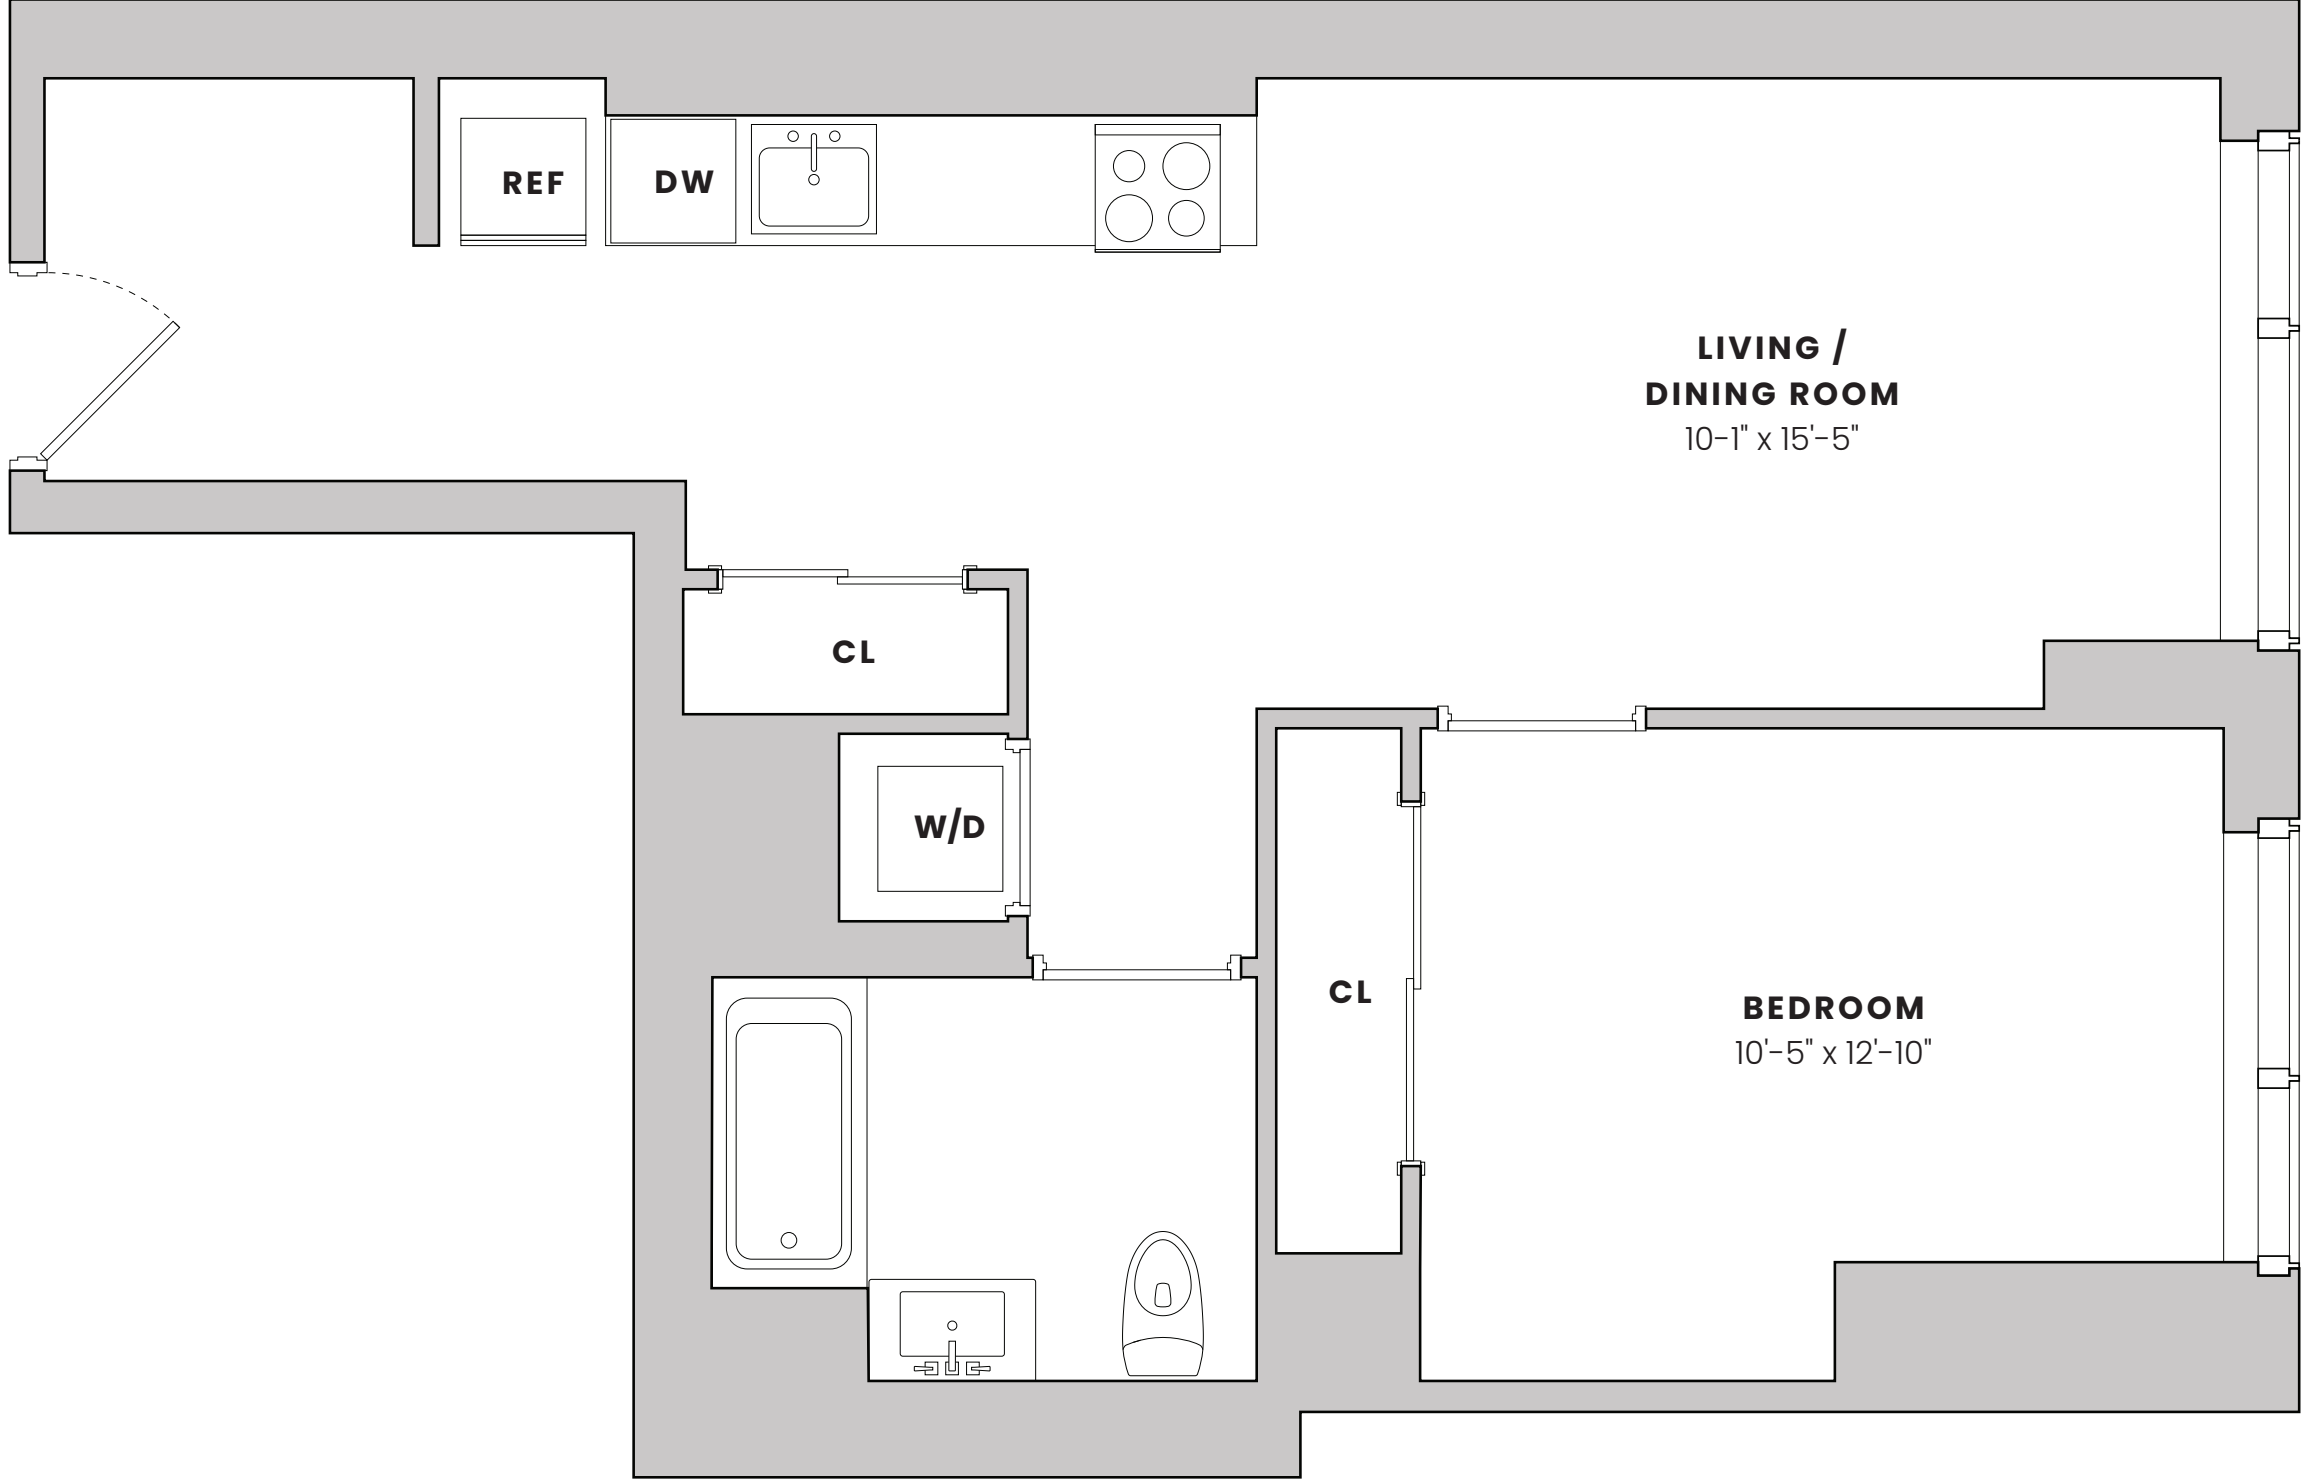 REF
DW
LIVING /
DINING ROOM
10-1" x 15'-5"
CL
W/D
CL
BEDROOM
10'-5" x 12'-10"